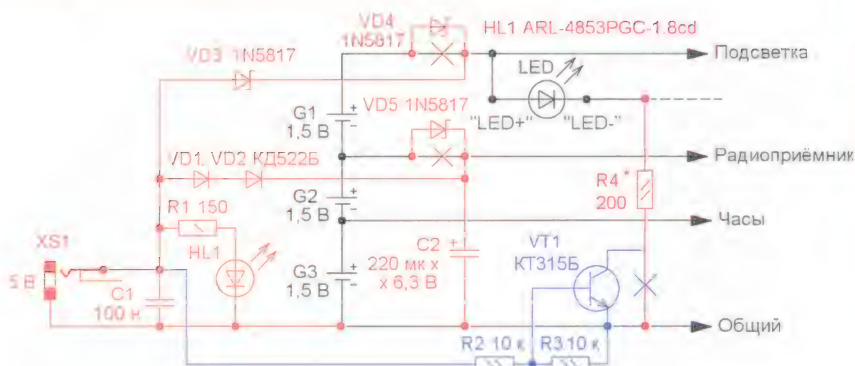 VD4
1N5817
HL1 ARL-4853PGC-1.8cd
VD3 1N5817
Подсветка
LED
G1
1,5 В
VD5 1N5817
"LED+"
"LED-"
Радиоприёмник
VD1, VD2 КД522Б
R4*
200
G2
1,5 В
R1 150
Часы
XS1
HL1
C2
VT1
КТ315Б
5 В
G3
1,5 В
220 мк х
х 6,3 В
C1
100 н
Общий
R2 10 к
R3 10 к